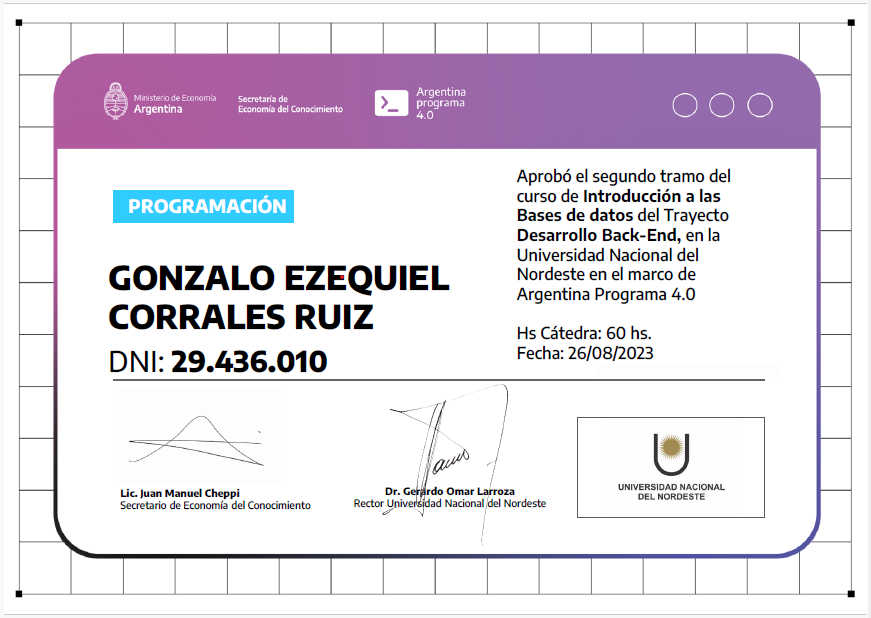 Ministerio de Economía
Argentina
Secretaría de
Economía del Conocimiento
Argentina
programa
4.0
PROGRAMACIÓN
GONZALO EZEQUIEL
CORRALES RUIZ
DNI: 29.436.010
Aprobó el segundo tramo del
curso de Introducción a las
Bases de datos del Trayecto
Desarrollo Back-End, en la
Universidad Nacional del
Nordeste en el marco de
Argentina Programa 4.0
Hs Cátedra: 60 hs.
Fecha: 26/08/2023
Lic. Juan Manuel Cheppi
Secretario de Economía del Conocimiento
Dr. Gerardo Omar Larroza
Rector Universidad Nacional del Nordeste
UNIVERSIDAD NACIONAL
DEL NORDESTE